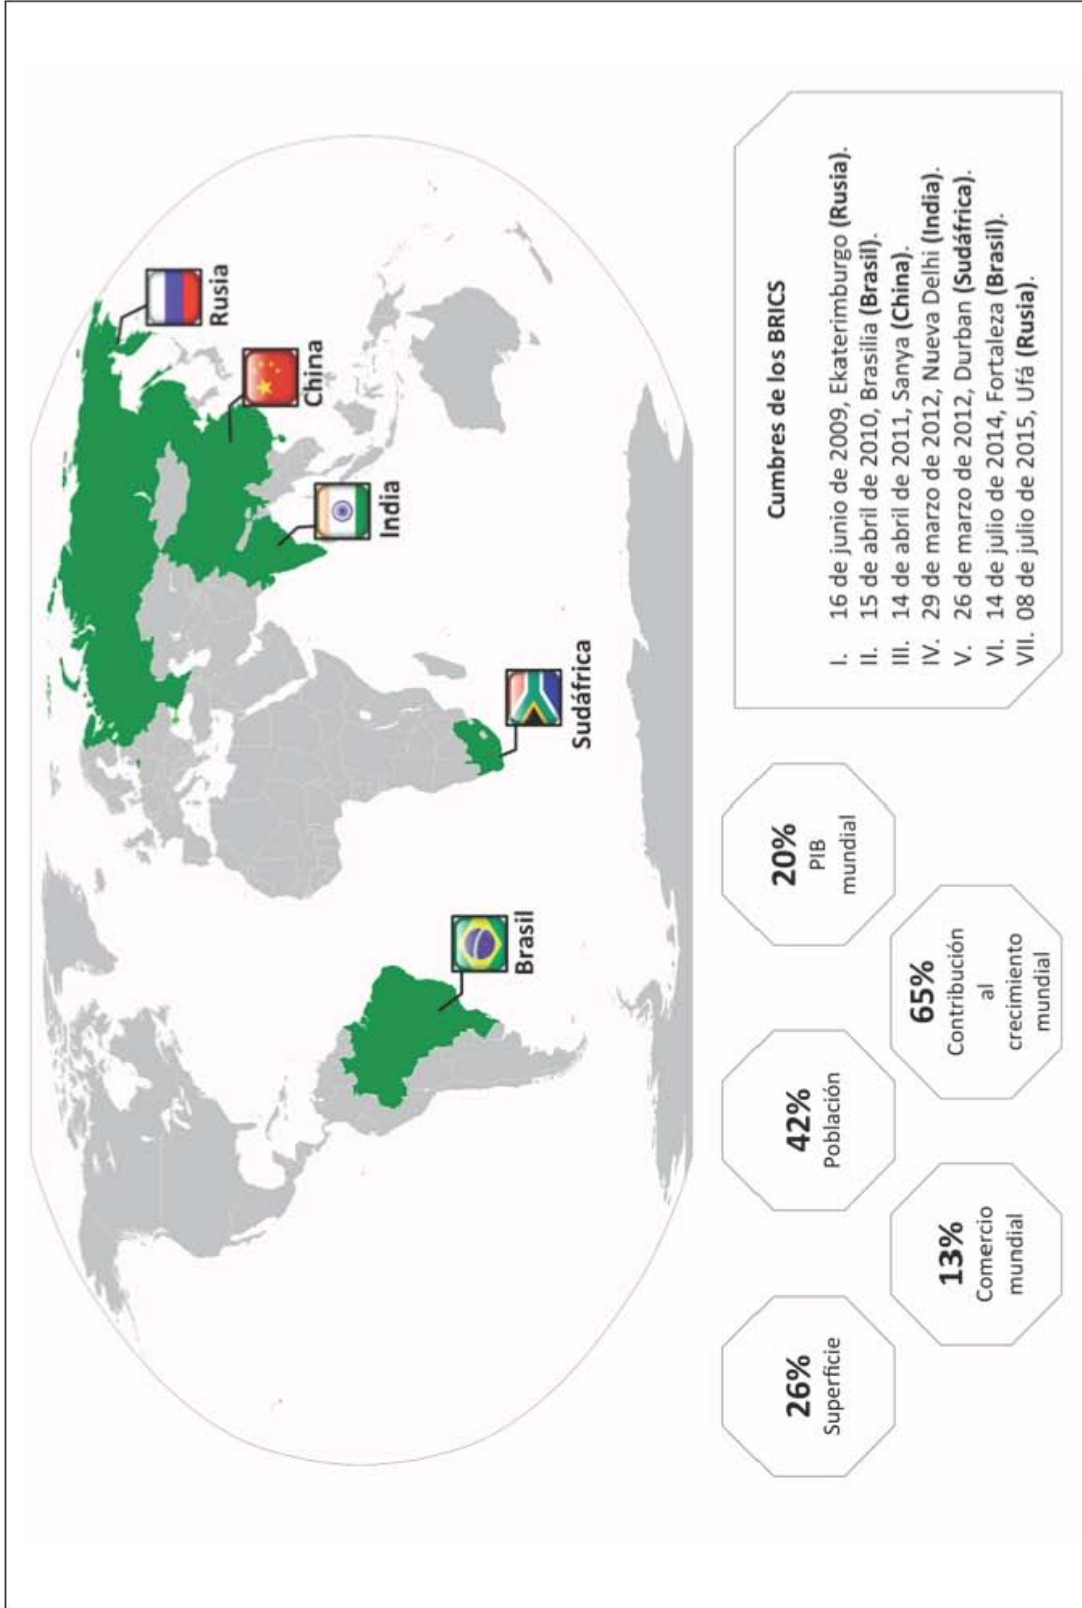 Rusia
China
India
Sudáfrica
Brasil
26%
Superficie
13%
Comercio
mundial
42%
Población
65%
Contribución
al
crecimiento
mundial
20%
PIB
mundial
Cumbres de los BRICS
I. 16 de junio de 2009, Ekaterimburgo (Rusia).
II. 15 de abril de 2010, Brasilia (Brasil).
III. 14 de abril de 2011, Sanya (China).
IV. 29 de marzo de 2012, Nueva Delhi (India).
V. 26 de marzo de 2012, Durban (Sudáfrica).
VI. 14 de julio de 2014, Fortaleza (Brasil).
VII. 08 de julio de 2015, Ufá (Rusia).